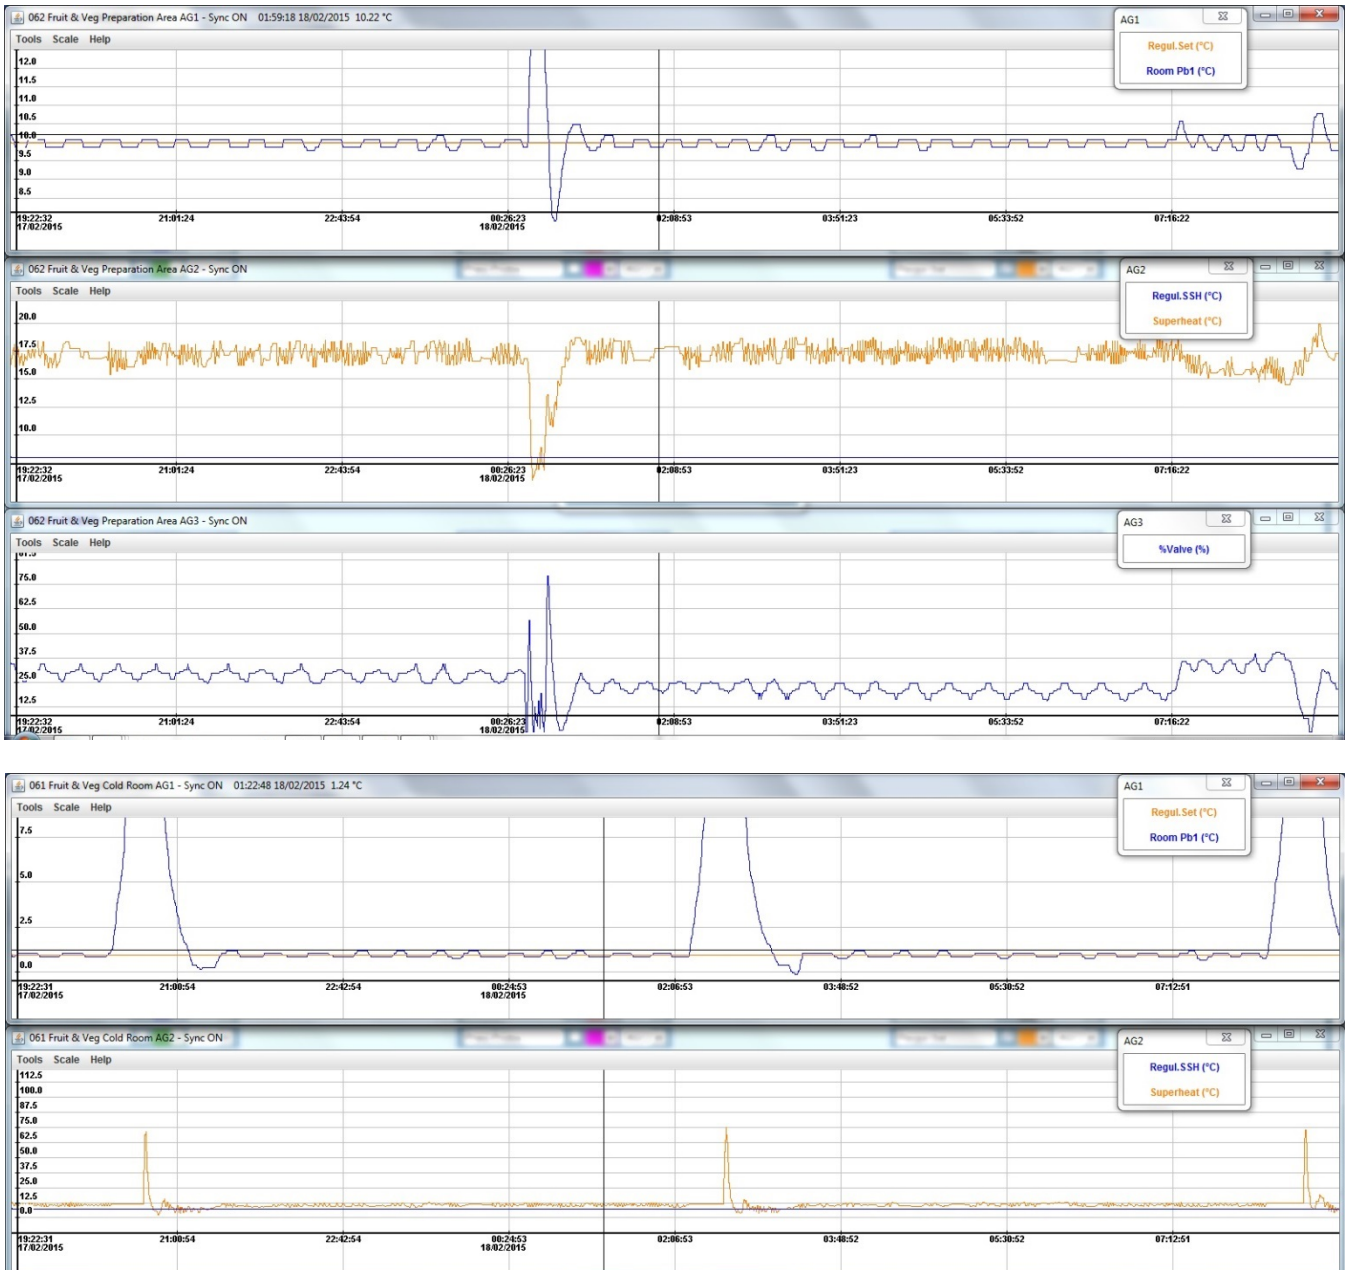 062 Fruit & Veg Preparation Area AG1 - Sync ON 01:59:18 18/02/2015 10.22 °C
AG1
Tools Scale Help
Regul.Set (°C)
Room Pb1 (°C)
12.0
11.5
11.0
10.5
10.0
9.5
9.0
8.5
19:22:32 21:01:24 22:43:54 00:26:23 02:08:53 03:51:23 05:33:52 07:16:22
17/02/2015 18/02/2015
062 Fruit & Veg Preparation Area AG2 - Sync ON
AG2
Tools Scale Help
Regul.SSH (°C)
Superheat (°C)
20.0
17.5
15.0
12.5
10.0
19:22:32 21:01:24 22:43:54 00:26:23 02:08:53 03:51:23 05:33:52 07:16:22
17/02/2015 18/02/2015
062 Fruit & Veg Preparation Area AG3 - Sync ON
AG3
Tools Scale Help
%Valve (%)
75.0
62.5
50.0
37.5
25.0
12.5
19:22:32 21:01:24 22:43:54 00:26:23 02:08:53 03:51:23 05:33:52 07:16:22
17/02/2015 18/02/2015
061 Fruit & Veg Cold Room AG1 - Sync ON 01:22:48 18/02/2015 1.24 °C
AG1
Tools Scale Help
Regul.Set (°C)
Room Pb1 (°C)
7.5
5.0
2.5
0.0
19:22:31 21:00:54 22:42:54 00:24:53 02:06:53 03:48:52 05:30:52 07:12:51
17/02/2015 18/02/2015
061 Fruit & Veg Cold Room AG2 - Sync ON
AG2
Tools Scale Help
Regul.SSH (°C)
Superheat (°C)
112.5
100.0
87.5
75.0
62.5
50.0
37.5
25.0
12.5
0.0
19:22:31 21:00:54 22:42:54 00:24:53 02:06:53 03:48:52 05:30:52 07:12:51
17/02/2015 18/02/2015